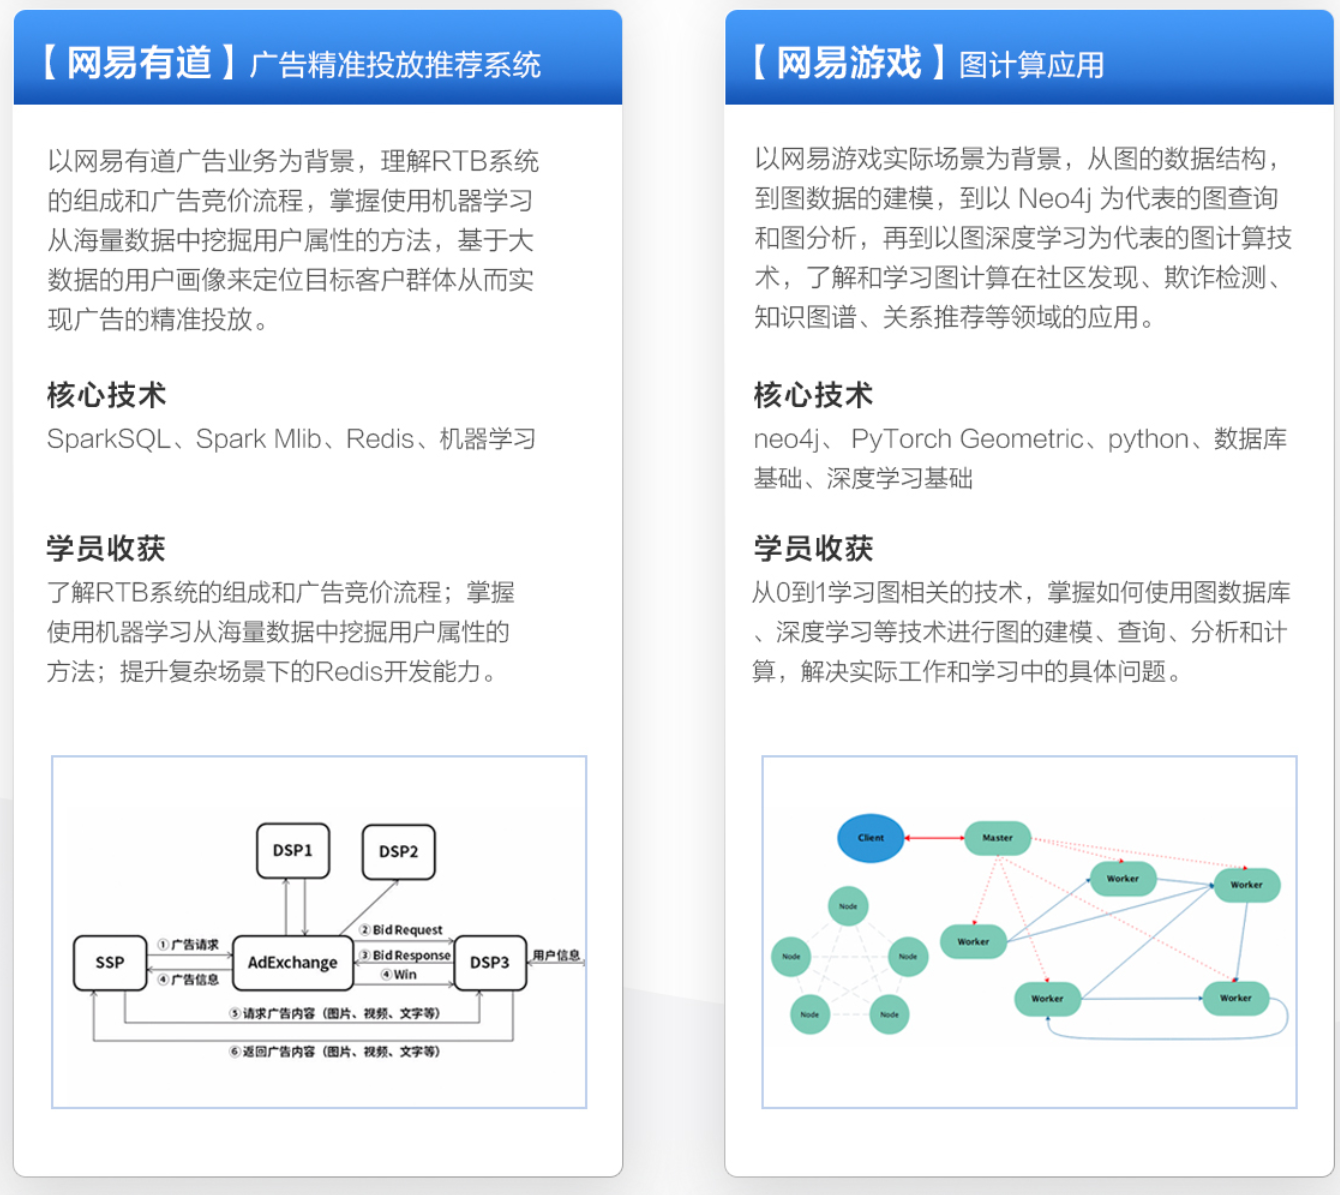 【网易有道】广告精准投放推荐系统
以网易有道广告业务为背景，理解RTB系统
的组成和广告竞价流程，掌握使用机器学习
从海量数据中挖掘用户属性的方法，基于大
数据的用户画像来定位目标客户群体从而实
现广告的精准投放。
核心技术
SparkSQL、Spark Mlib、Redis、机器学习
学员收获
了解RTB系统的组成和广告竞价流程；掌握
使用机器学习从海量数据中挖掘用户属性的
方法；提升复杂场景下的Redis开发能力。
DSP1
DSP2
②Bid Request
①广告请求
SSP
AdExchange
③Bid Response
DSP3
用户信息
④广告信息
④Win
⑤请求广告内容（图片、视频、文字等）
⑥返回广告内容（图片、视频、文字等）
【网易游戏】图计算应用
以网易游戏实际场景为背景，从图的数据结构，
到图数据的建模，到以 Neo4j 为代表的图查询
和图分析，再到以图深度学习为代表的图计算技
术，了解和学习图计算在社区发现、欺诈检测、
知识图谱、关系推荐等领域的应用。
核心技术
neo4j、 PyTorch Geometric、python、数据库
基础、深度学习基础
学员收获
从0到1学习图相关的技术，掌握如何使用图数据库
、深度学习等技术进行图的建模、查询、分析和计
算，解决实际工作和学习中的具体问题。
Client
Master
Worker
Worker
Node
Worker
Node
Node
Worker
Worker
Node
Node